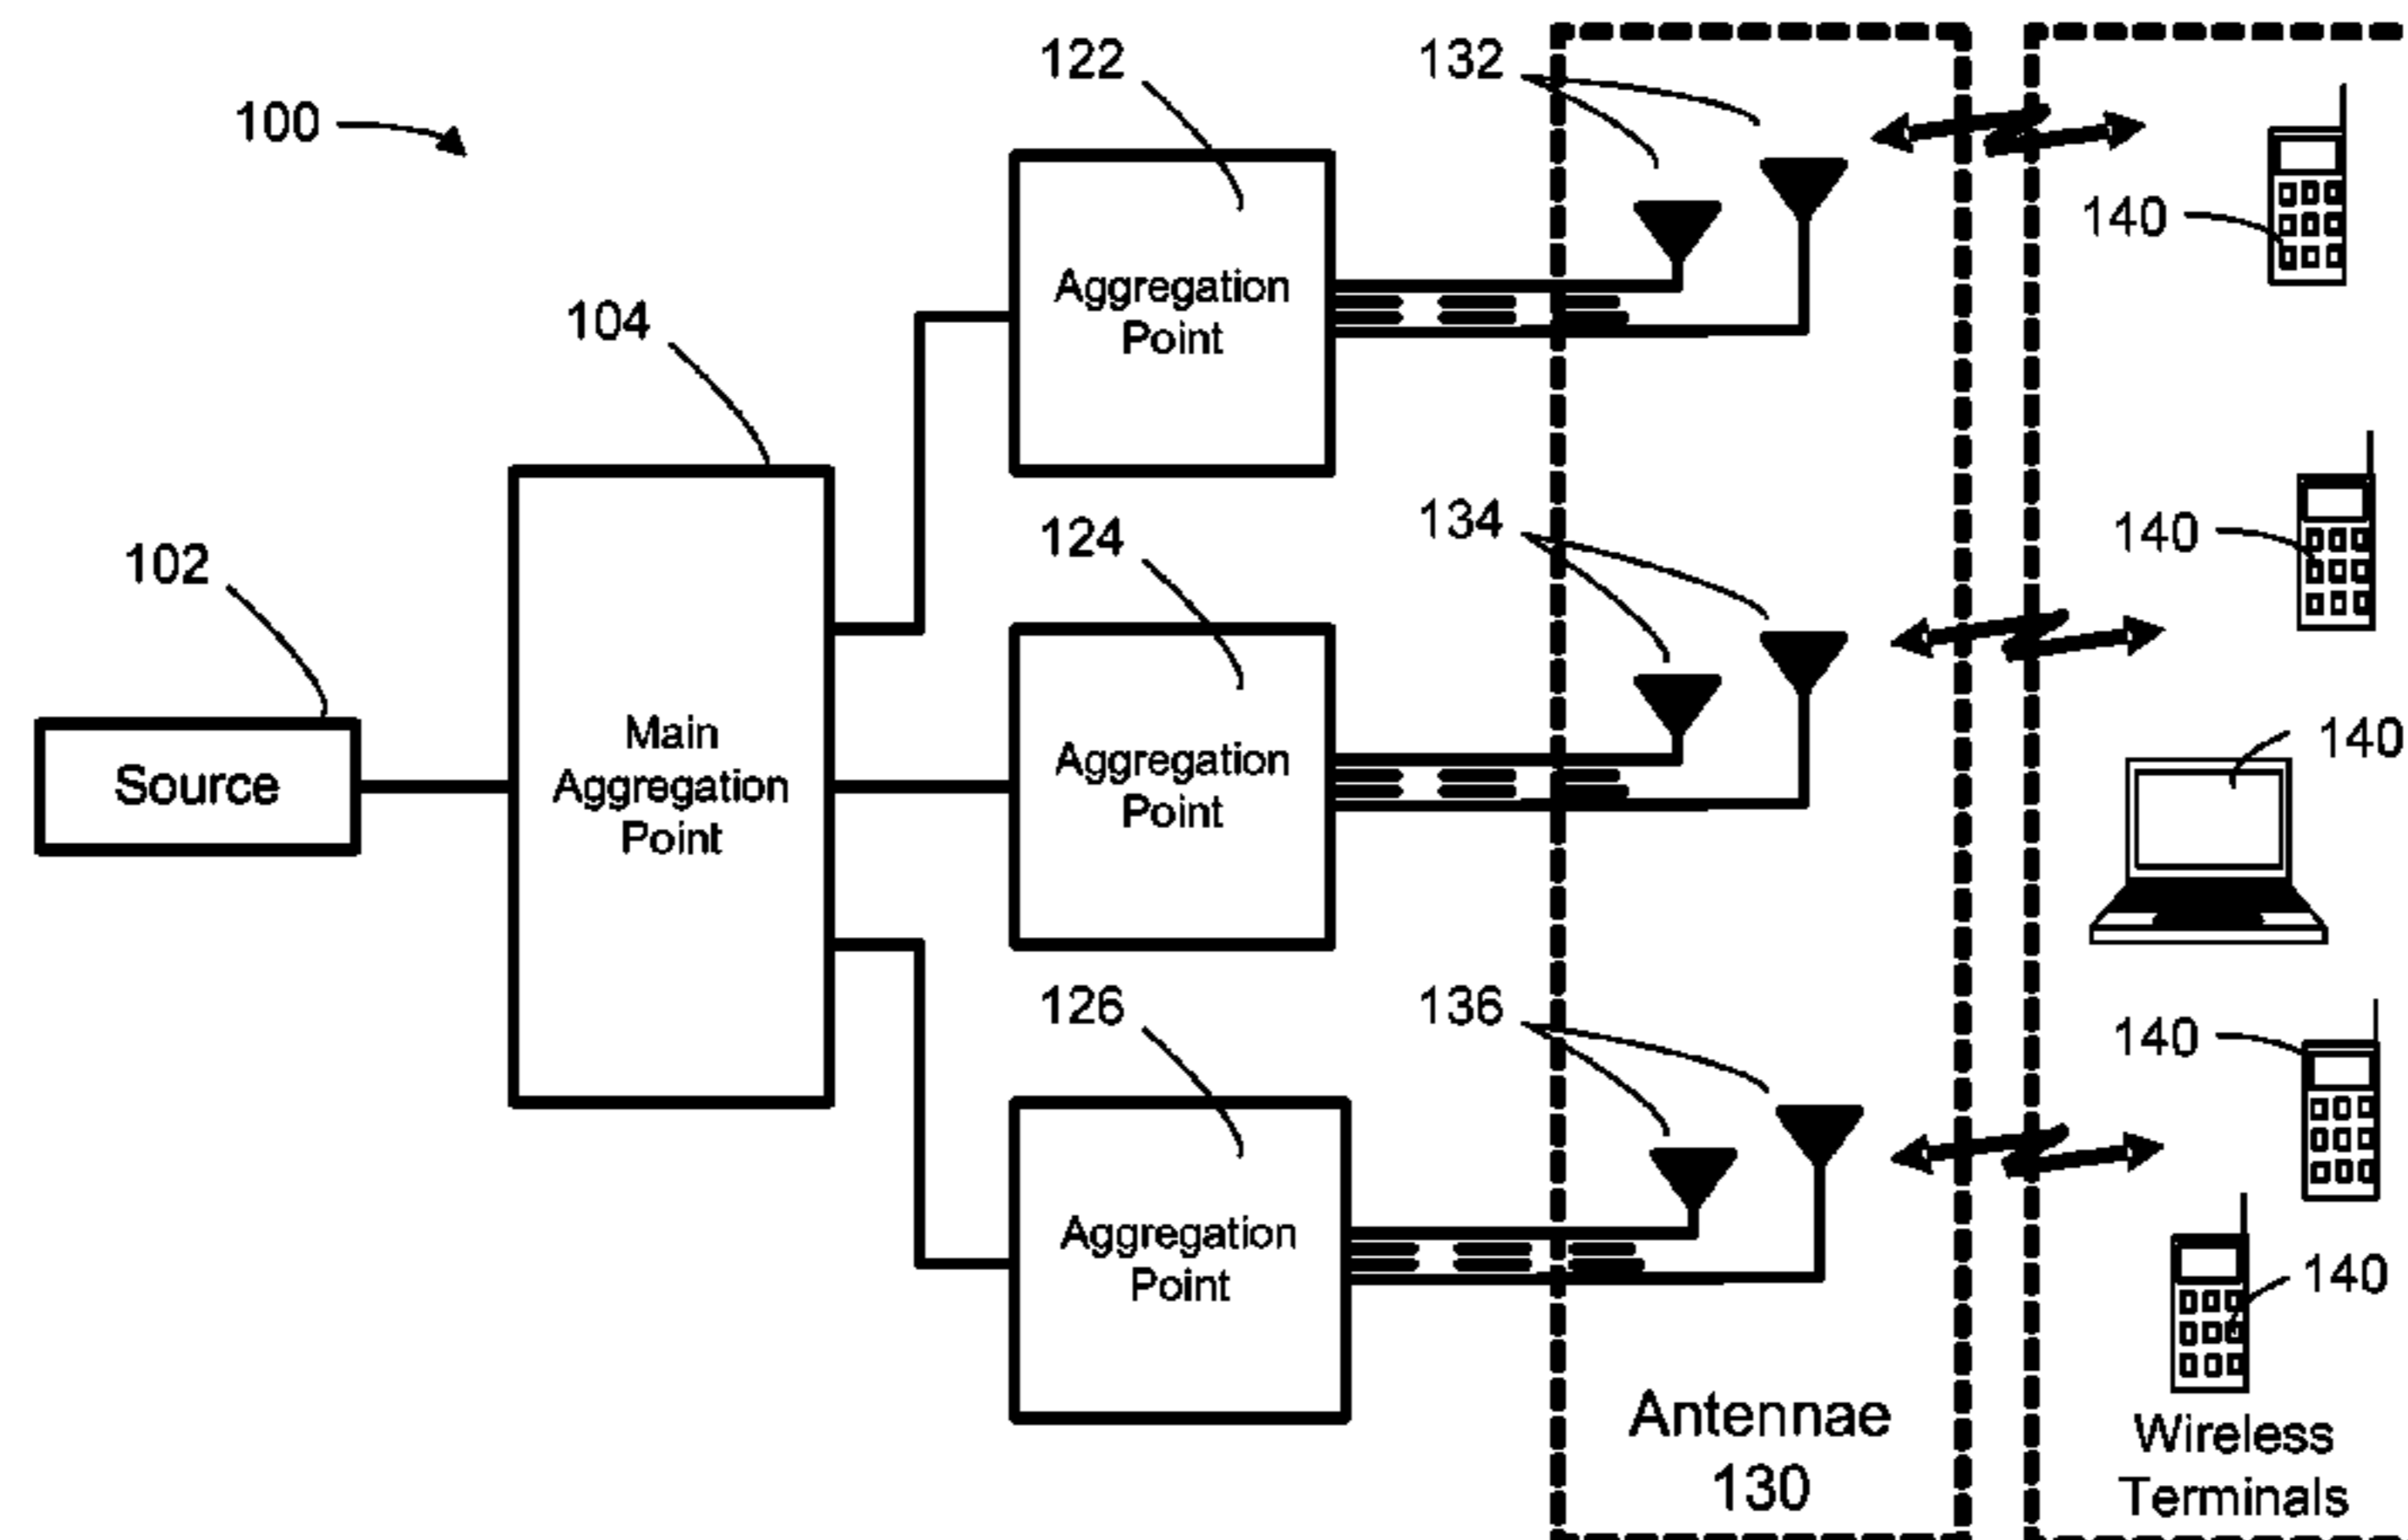 100
122
132
140
Aggregation
Point
104
102
Source
Main
Aggregation
Point
124
134
140
Aggregation
Point
140
126
136
140
Aggregation
Point
140
Antennae
130
Wireless
Terminals